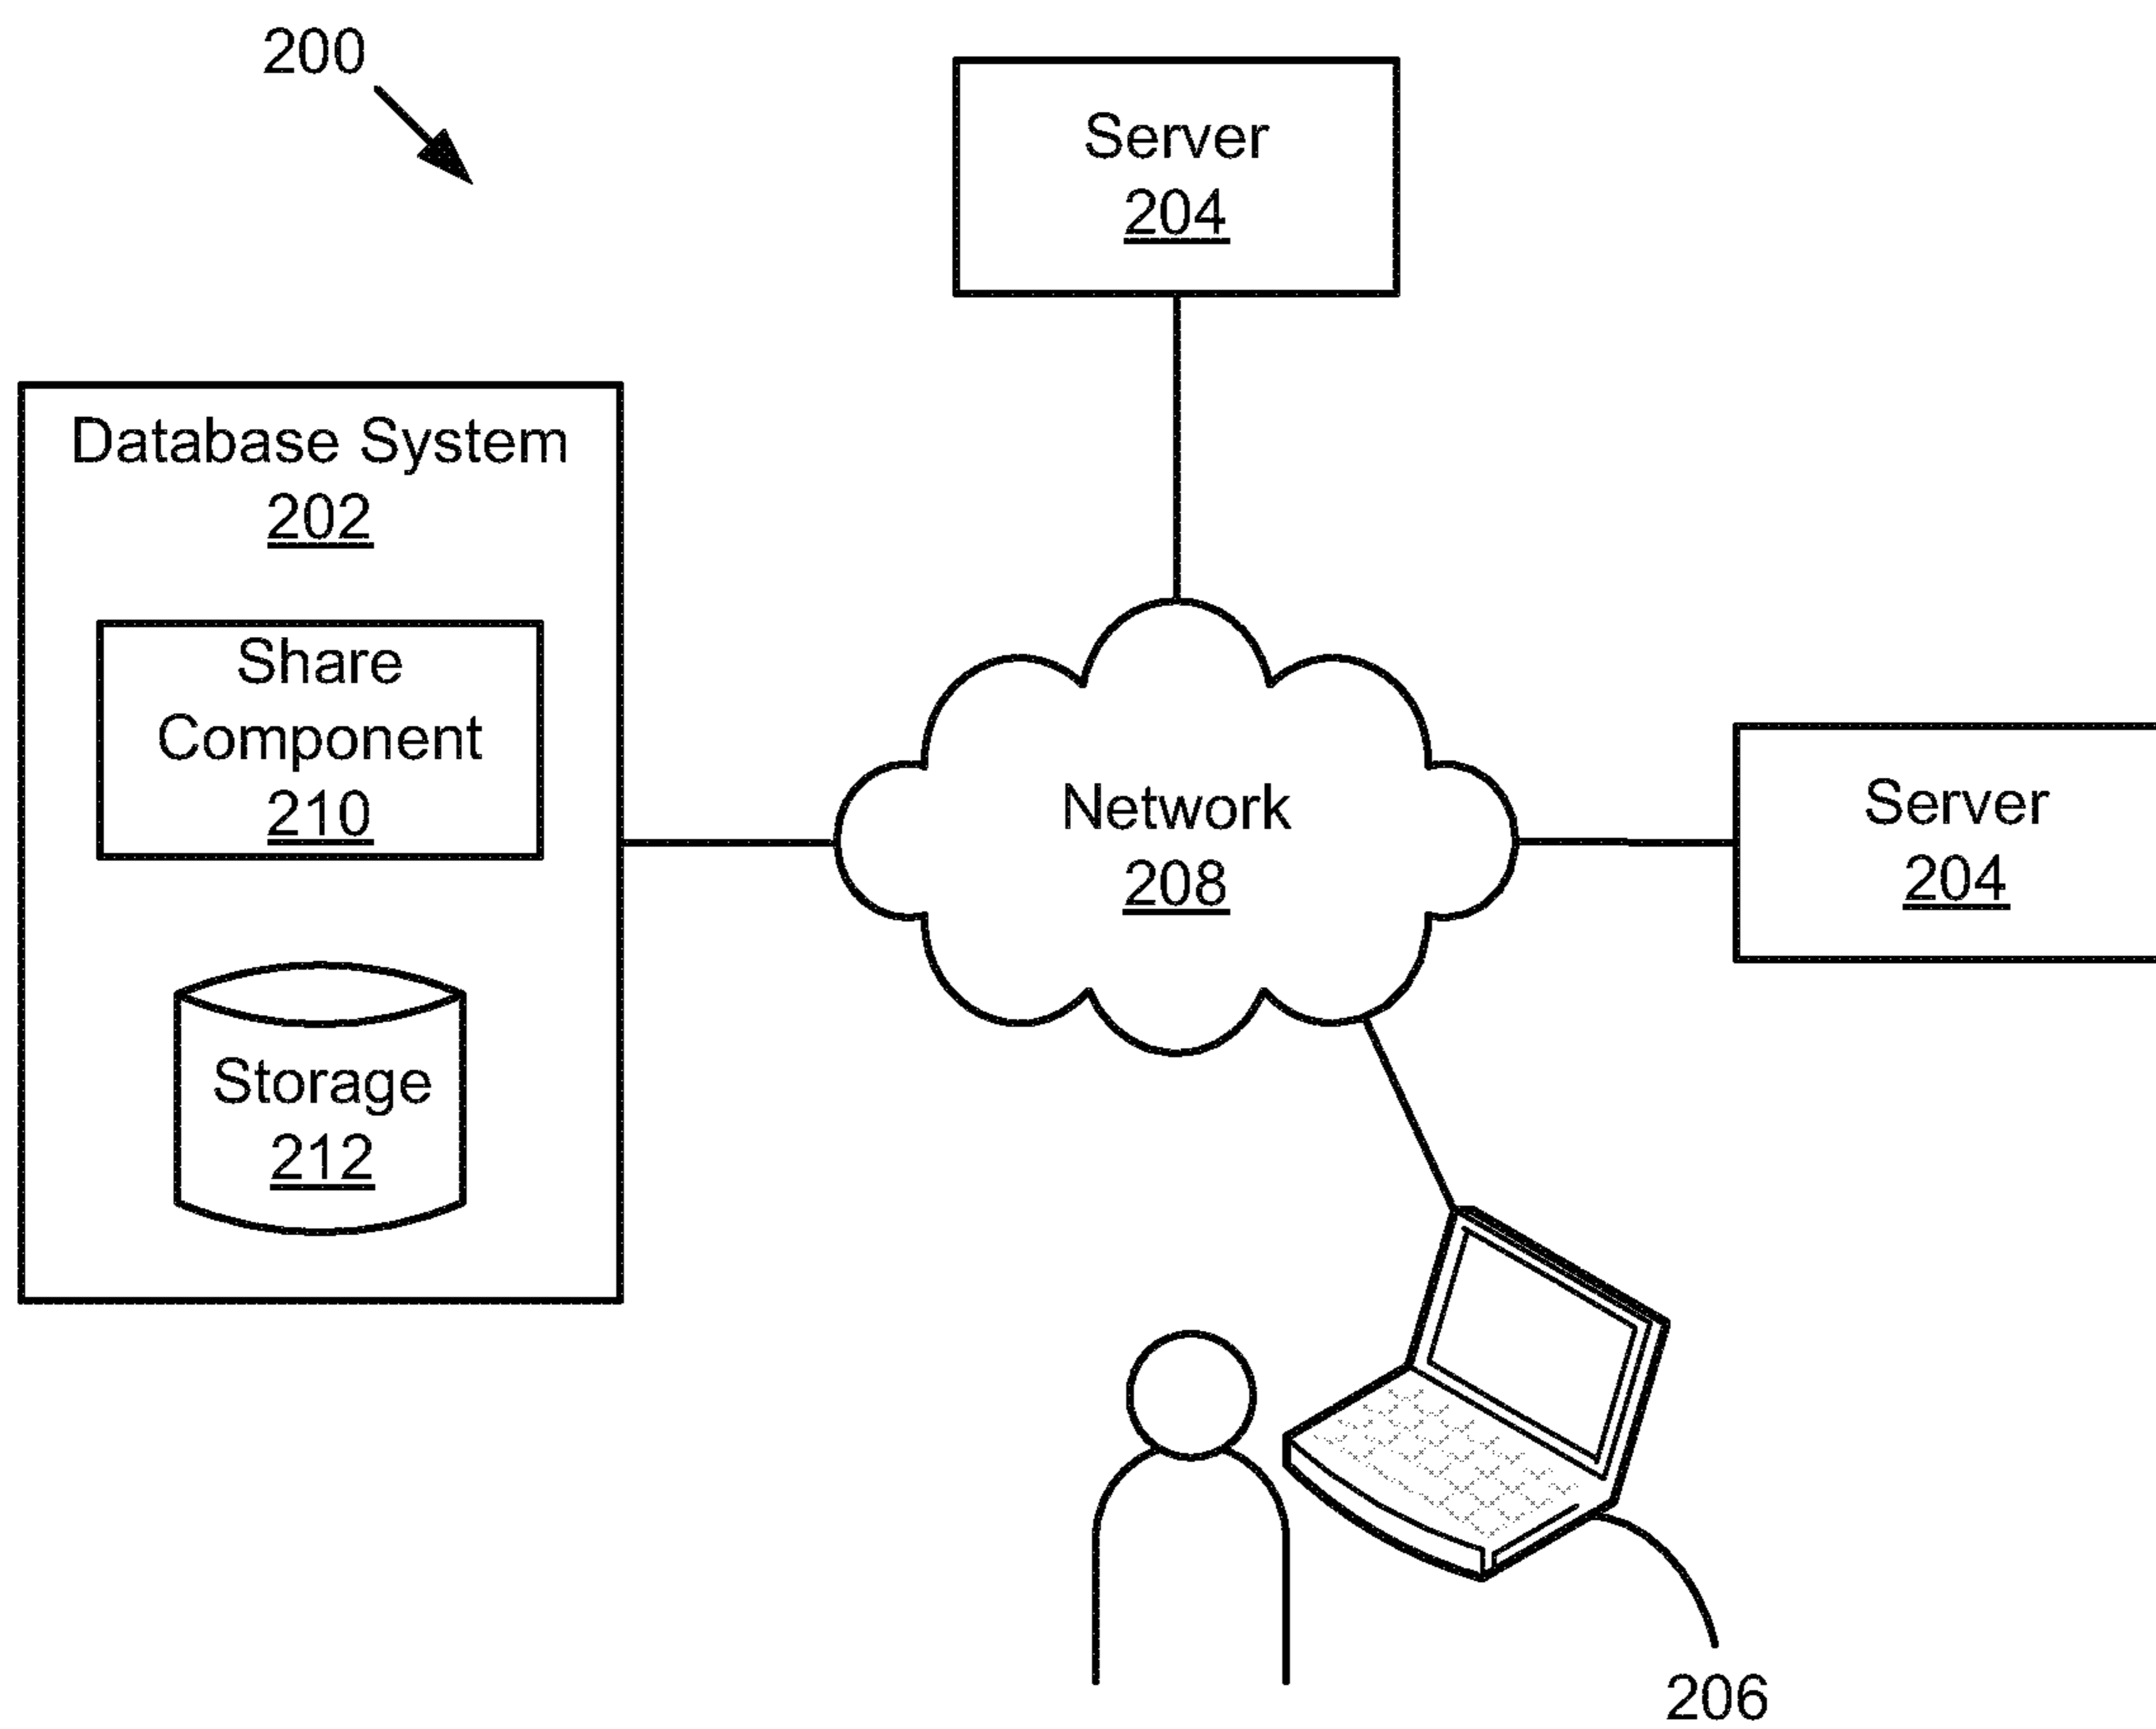 200
Server
204
Database System
202
Share
Component
210
Storage
212
Network
208
Server
204
206